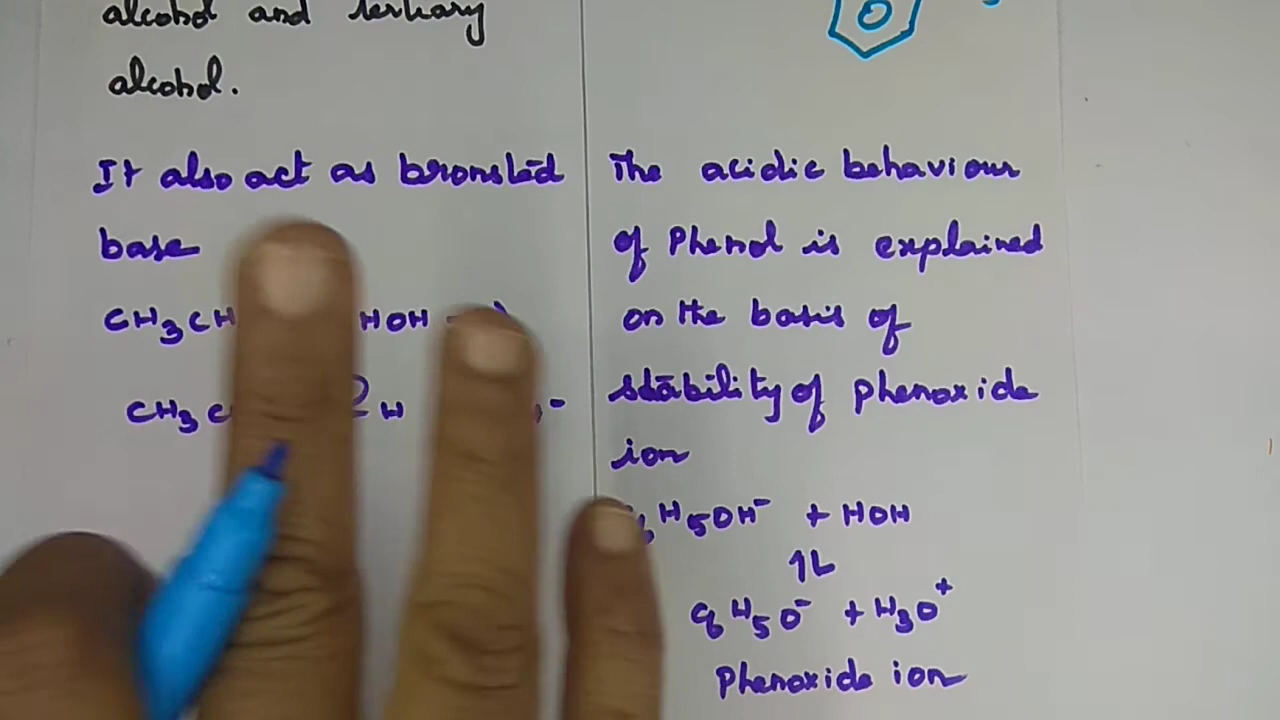 alcohol and tertiary
alcohol.
It also act as bronsted
base
CH3CH HOH
CH3C H -
The acidic behaviour
of Phenol is explained
on the basis of
stability of phenoxide
ion
H5OH- + HOH
⇌
C6H5O- + H3O+
Phenoxide ion